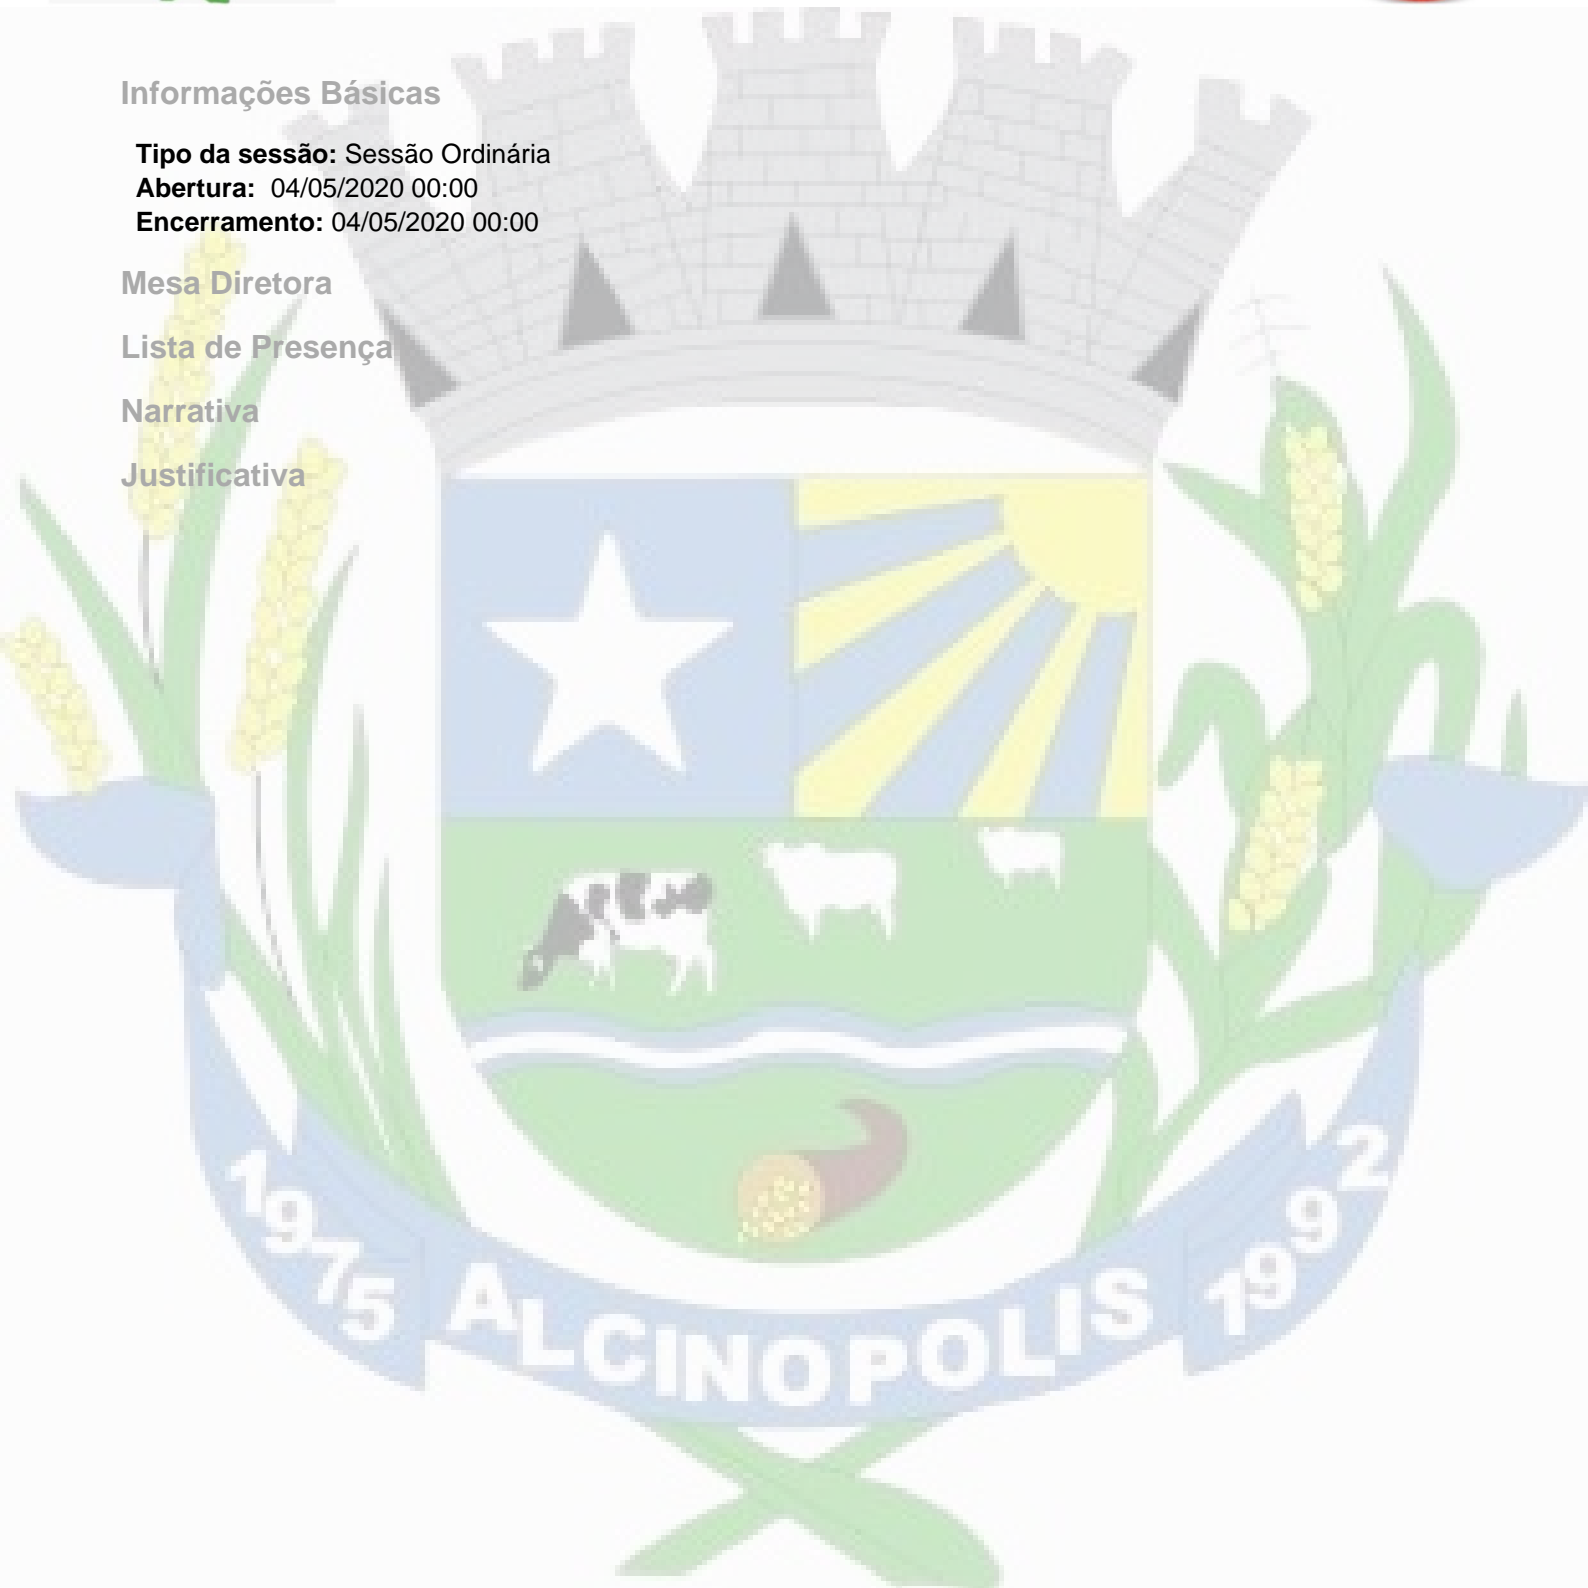 Informações Básicas
Tipo da sessão: Sessão Ordinária
Abertura: 04/05/2020 00:00
Encerramento: 04/05/2020 00:00
Mesa Diretora
Lista de Presença
Narrativa
Justificativa
1975 ALCINOPOLIS 1992